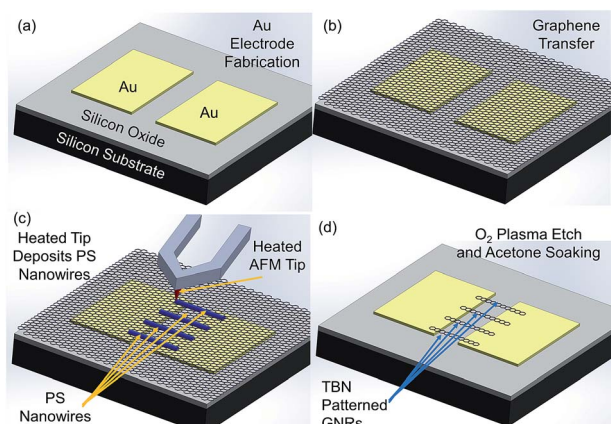 (a)
Au
Electrode
Fabrication
Au
Au
Silicon Oxide
Silicon Substrate
(b)
Graphene
Transfer
(c)
Heated Tip
Deposits PS
Nanowires
Heated
AFM Tip
PS
Nanowires
(d)
O₂ Plasma Etch
and Acetone Soaking
TBN
Patterned
GNRs